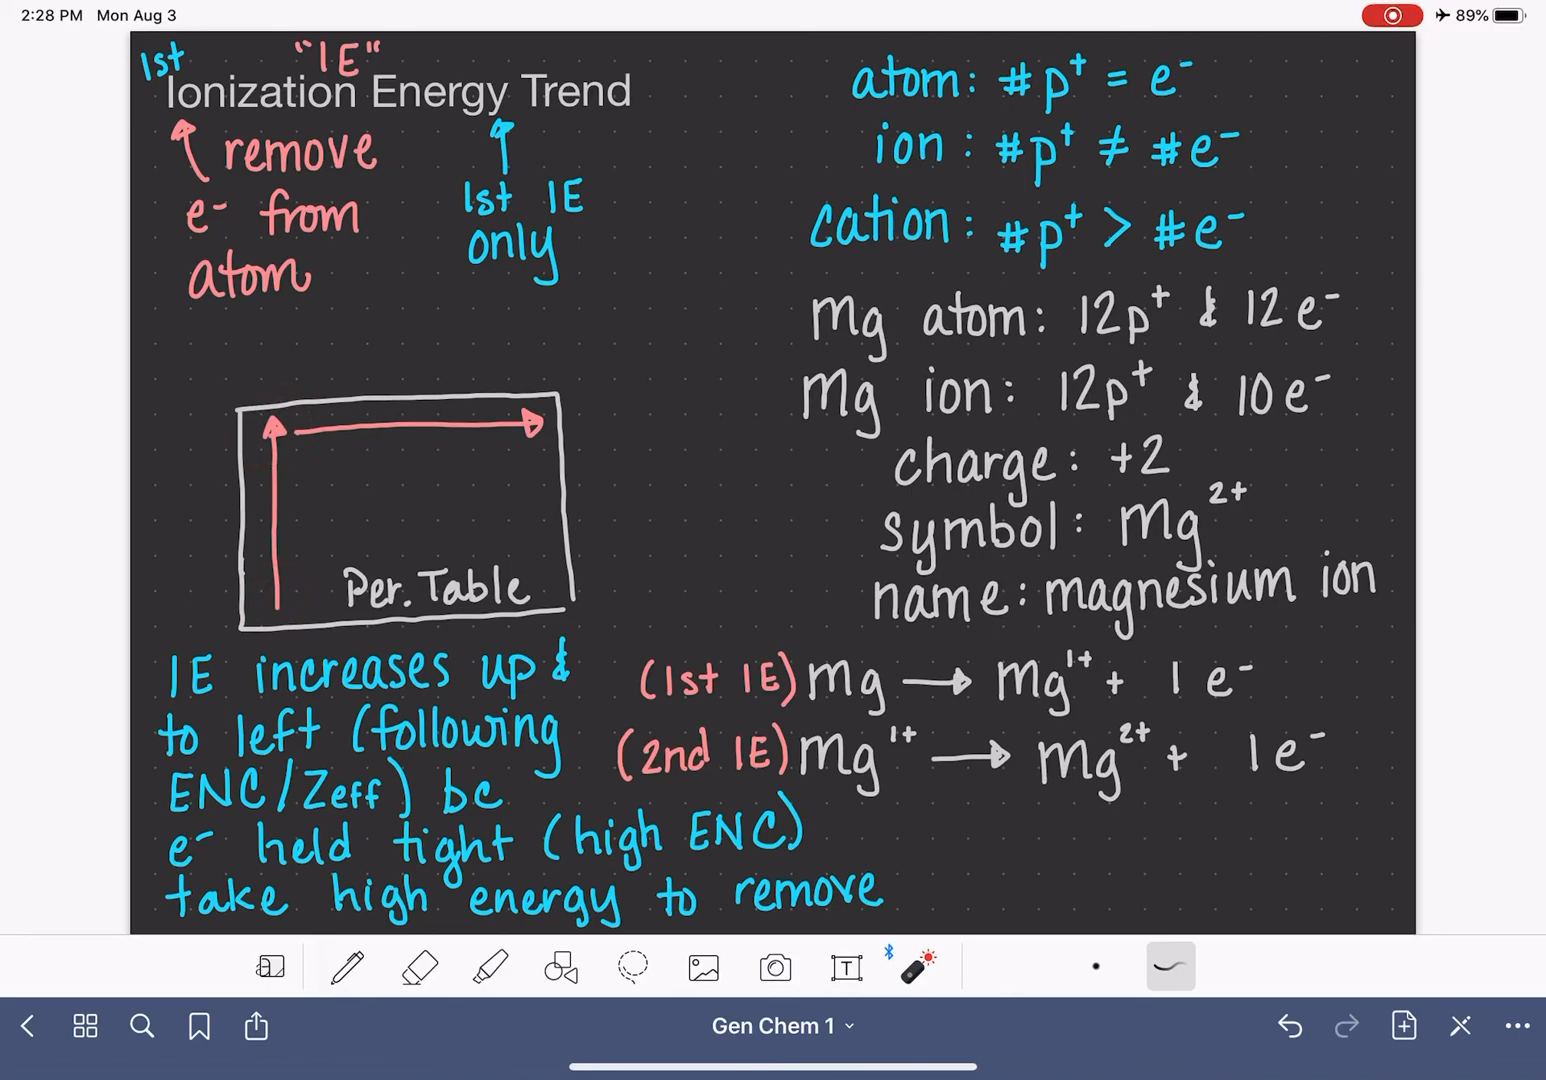 2:28 PM Mon Aug 3
89%
1st
"IE"
Ionization Energy Trend
remove
e⁻ from
atom
1st IE
only
atom: #p⁺ = e⁻
ion: #p⁺ ≠ #e⁻
cation: #p⁺ > #e⁻
Mg atom: 12p⁺ & 12e⁻
Mg ion: 12p⁺ & 10e⁻
charge: +2
symbol: Mg²⁺
name: magnesium ion
Per. Table
IE increases up &
to left (following
ENC/Zeff) bc
e⁻ held tight (high ENC)
take high energy to remove
(1st IE) Mg → Mg¹⁺ + 1e⁻
(2nd IE) Mg¹⁺ → Mg²⁺ + 1e⁻
T
Gen Chem 1